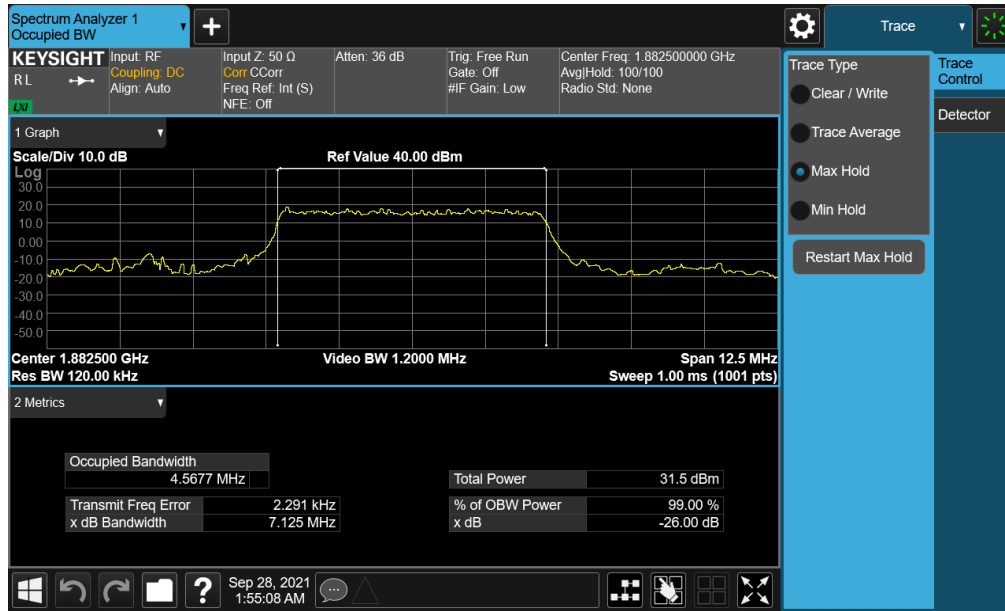 Spectrum Analyzer 1
Occupied BW
+
Trace
KEYSIGHT
R L
LXI
Input: RF
Coupling: DC
Align: Auto
Input Z: 50 Ω
Corr CCorr
Freq Ref: Int (S)
NFE: Off
Atten: 36 dB
Trig: Free Run
Gate: Off
#IF Gain: Low
Center Freq: 1.882500000 GHz
Avg|Hold: 100/100
Radio Std: None
1 Graph
Scale/Div 10.0 dB
Ref Value 40.00 dBm
Log
30.0
20.0
10.0
0.00
-10.0
-20.0
-30.0
-40.0
-50.0
Center 1.882500 GHz
Video BW 1.2000 MHz
Span 12.5 MHz
Res BW 120.00 kHz
Sweep 1.00 ms (1001 pts)
2 Metrics
Occupied Bandwidth
4.5677 MHz
Total Power 31.5 dBm
Transmit Freq Error 2.291 kHz
% of OBW Power 99.00 %
x dB Bandwidth 7.125 MHz
x dB -26.00 dB
Trace Type
Clear / Write
Trace Average
Max Hold
Min Hold
Restart Max Hold
Trace
Control
Detector
?
Sep 28, 2021
1:55:08 AM